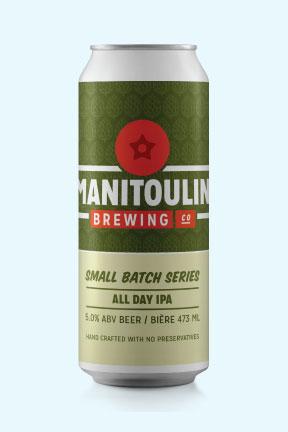 MANITOULIN
BREWING CO
SMALL BATCH SERIES
ALL DAY IPA
5.0% ABV BEER / BIÈRE 473 ML
HAND CRAFTED WITH NO PRESERVATIVES